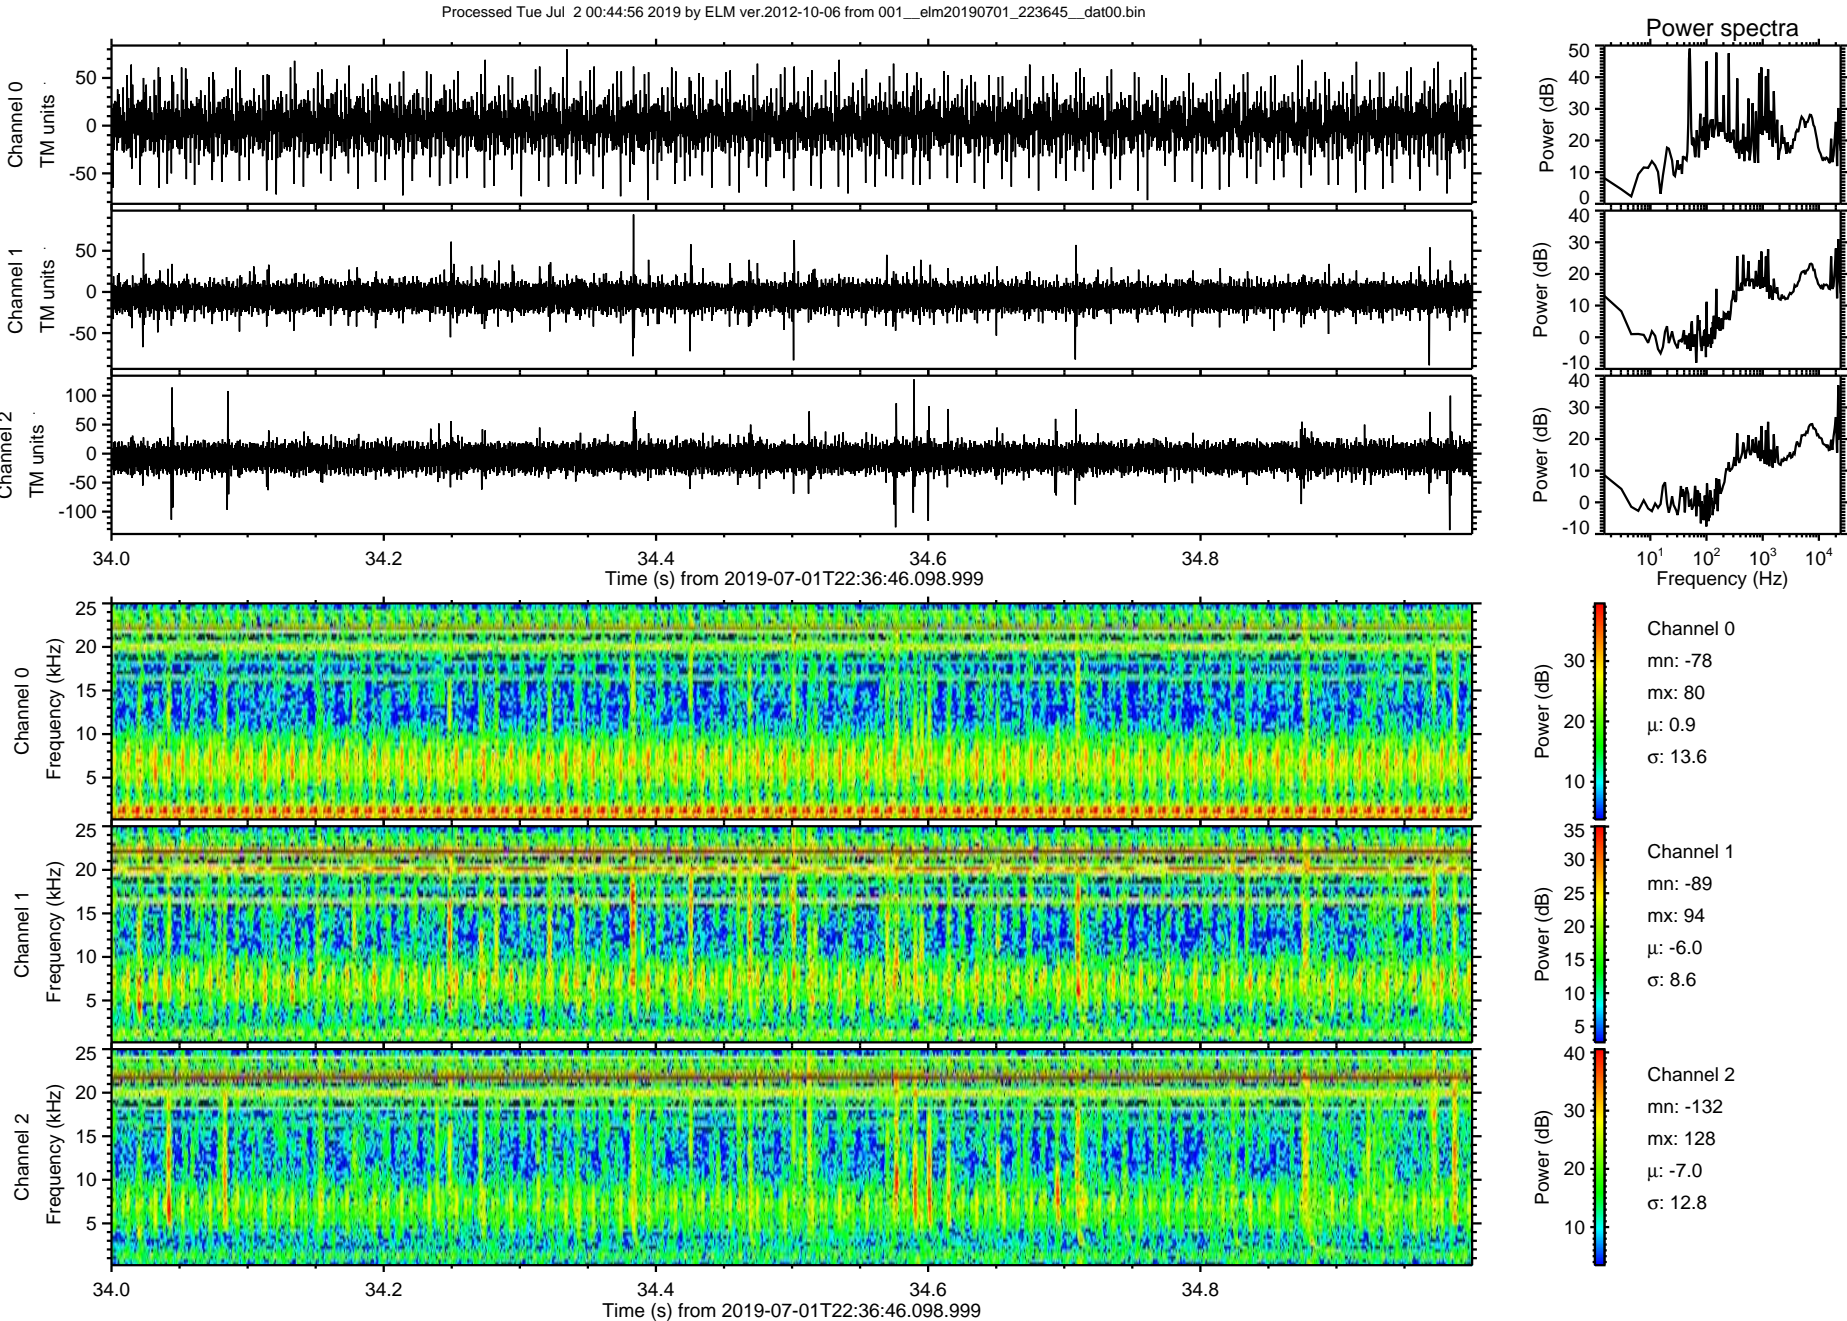 Processed Tue Jul  2 00:44:56 2019 by ELM ver.2012-10-06 from 001__elm20190701_223645__dat00.bin
Power spectra
Channel 0
TM units
50
0
-50
Power (dB)
50
40
30
20
10
0
Channel 1
TM units
50
0
-50
Power (dB)
40
30
20
10
0
-10
Channel 2
TM units
100
50
0
-50
-100
Power (dB)
40
30
20
10
0
-10
34.0 34.2 34.4 34.6 34.8
Time (s) from 2019-07-01T22:36:46.098.999
10¹ 10² 10³ 10⁴
Frequency (Hz)
Channel 0
Frequency (kHz)
25
20
15
10
5
Power (dB)
30
20
10
Channel 0
mn: -78
mx: 80
μ: 0.9
σ: 13.6
Channel 1
Frequency (kHz)
25
20
15
10
5
Power (dB)
35
30
25
20
15
10
5
Channel 1
mn: -89
mx: 94
μ: -6.0
σ: 8.6
Channel 2
Frequency (kHz)
25
20
15
10
5
Power (dB)
40
30
20
10
Channel 2
mn: -132
mx: 128
μ: -7.0
σ: 12.8
34.0 34.2 34.4 34.6 34.8
Time (s) from 2019-07-01T22:36:46.098.999